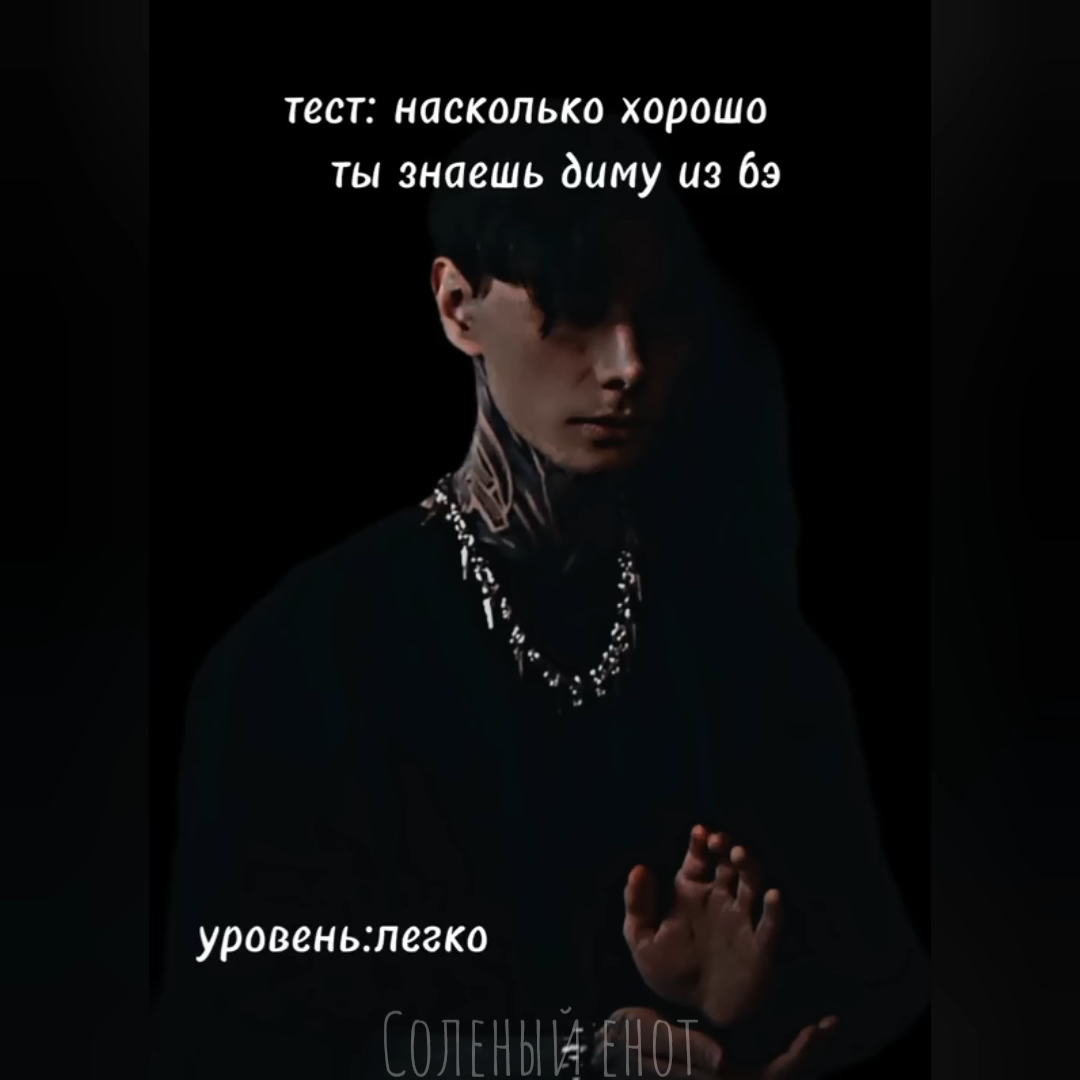 тест: насколько хорошо
ты знаешь диму из бэ
уровень:легко
Соленый енот